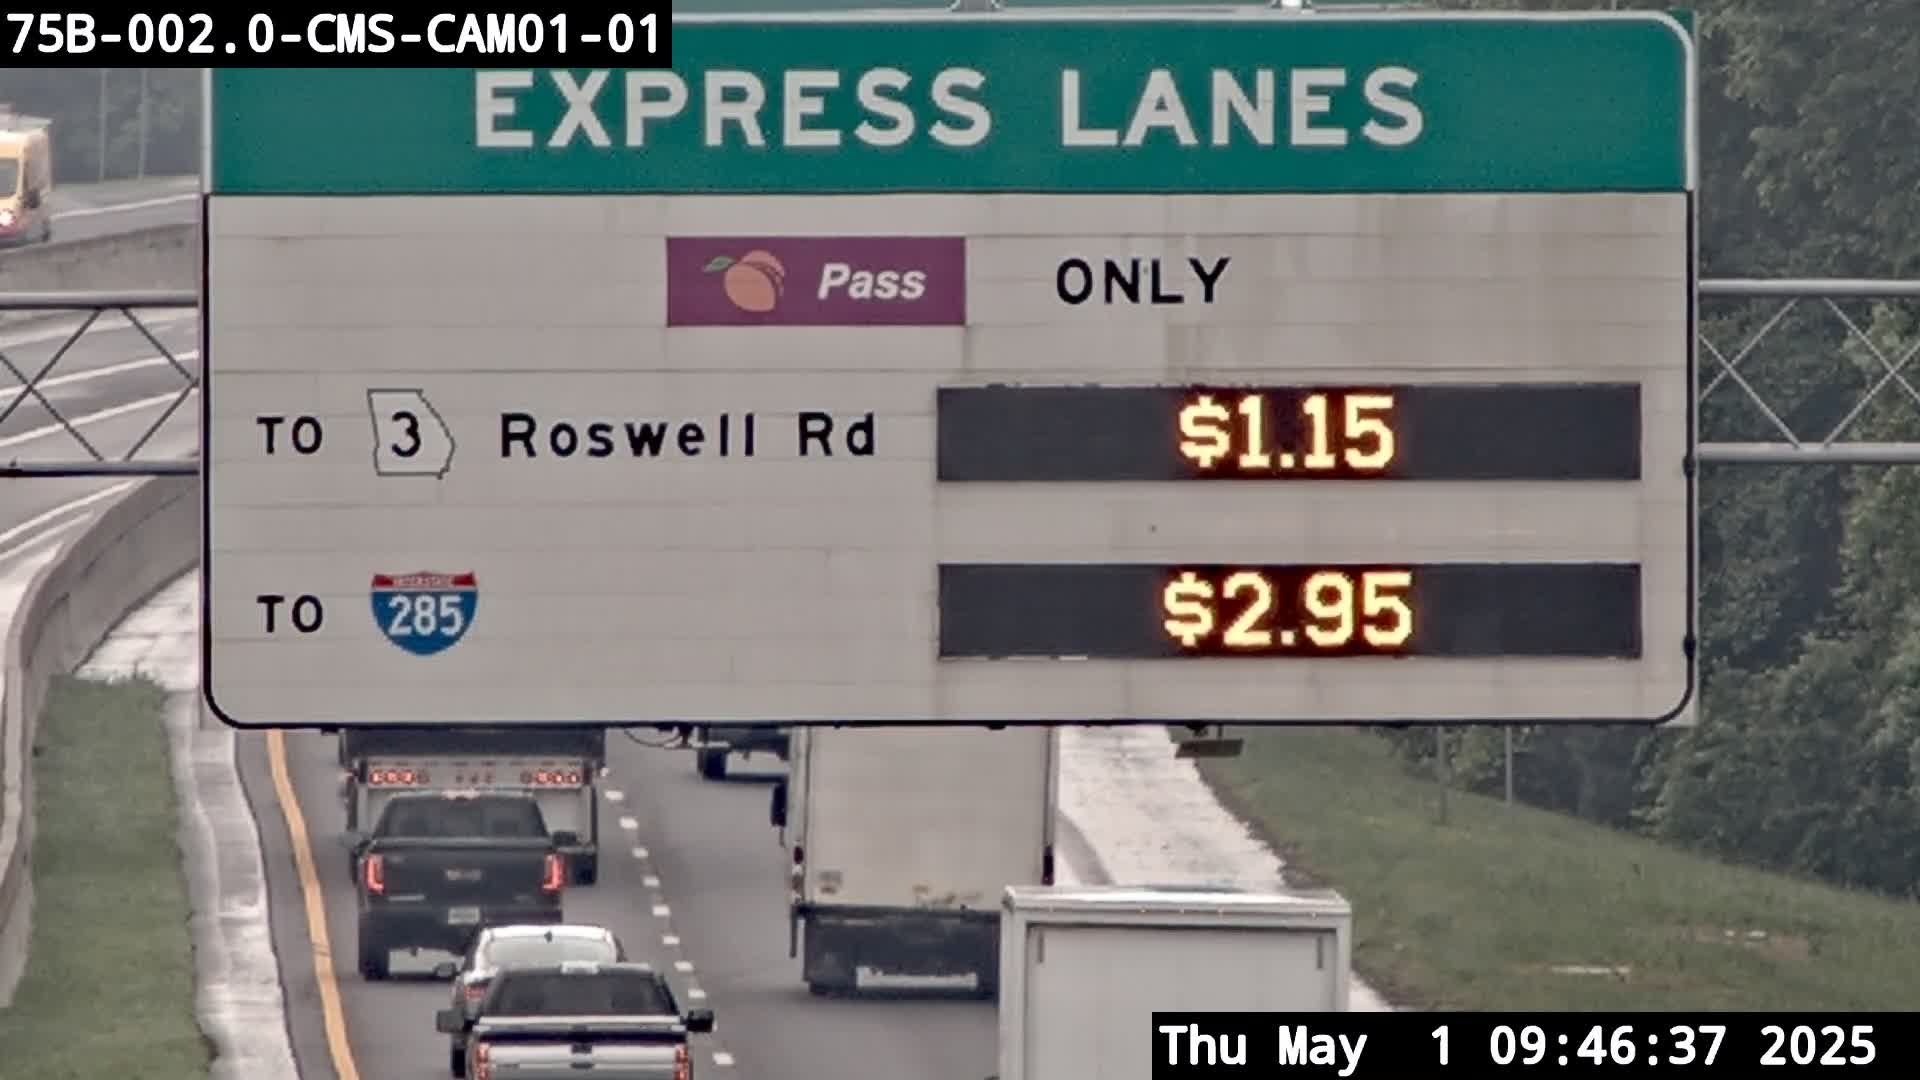 75B-002.0-CMS-CAM01-01
EXPRESS LANES
Pass ONLY
TO 3 Roswell Rd $1.15
INTERSTATE
TO 285 $2.95
Thu May 1 09:46:37 2025